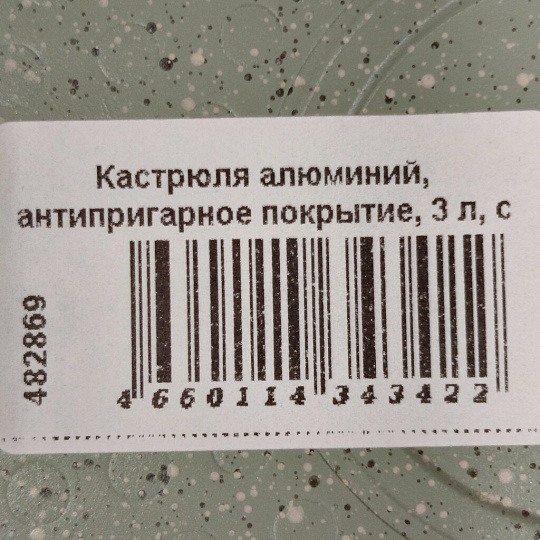 Кастрюля алюминий,
антипригарное покрытие, 3 л, с
482869
4660114343422